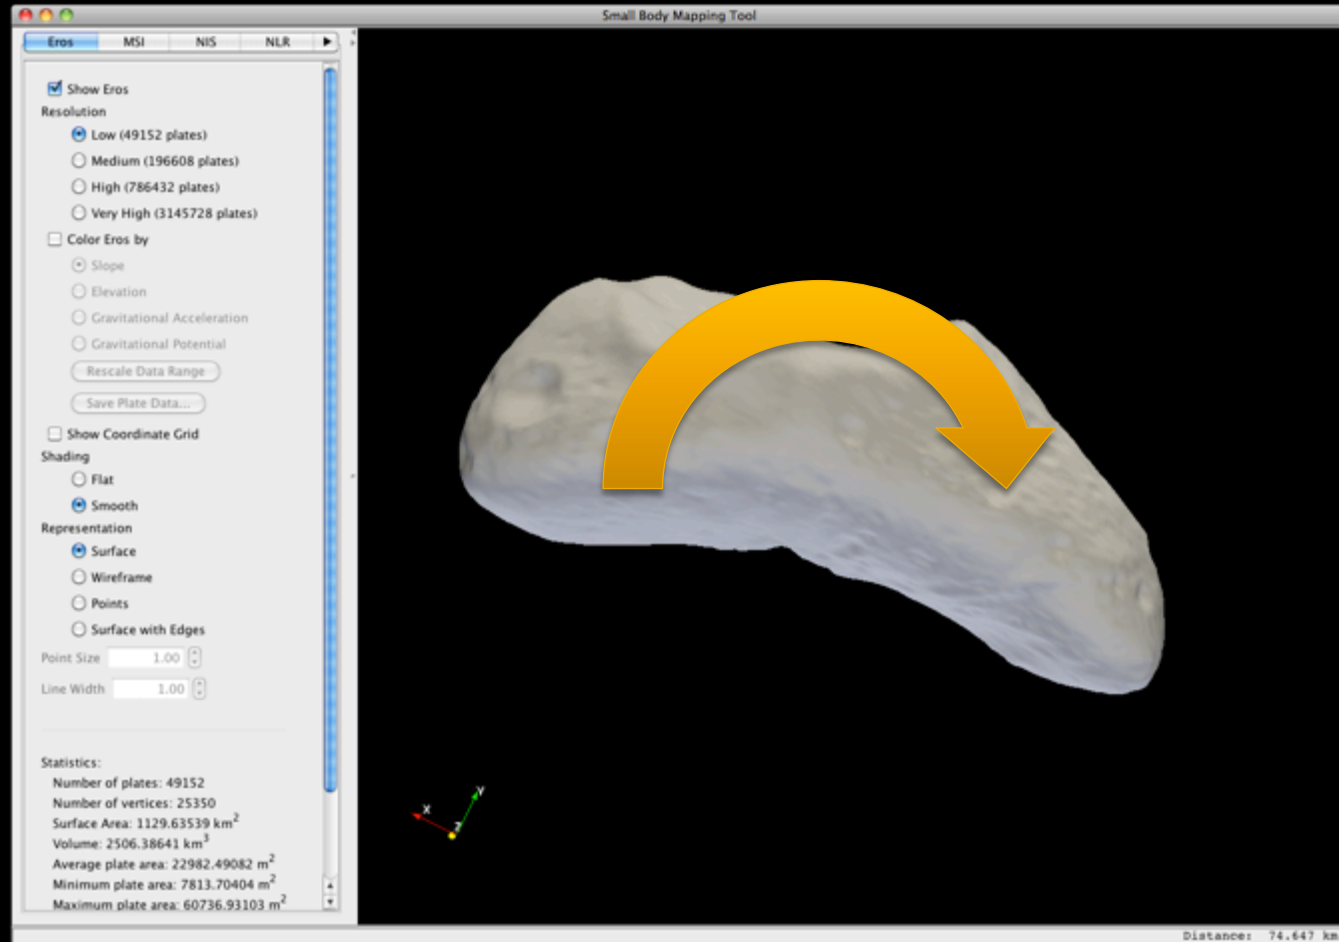 Small Body Mapping Tool
Eros MSI NIS NLR
Show Eros
Resolution
Low (49152 plates)
Medium (196608 plates)
High (786432 plates)
Very High (3145728 plates)
Color Eros by
Slope
Elevation
Gravitational Acceleration
Gravitational Potential
Rescale Data Range
Save Plate Data...
Show Coordinate Grid
Shading
Flat
Smooth
Representation
Surface
Wireframe
Points
Surface with Edges
Point Size 1.00
Line Width 1.00
Statistics:
Number of plates: 49152
Number of vertices: 25350
Surface Area: 1129.63539 km²
Volume: 2506.38641 km³
Average plate area: 22982.49082 m²
Minimum plate area: 7813.70404 m²
Maximum plate area: 60736.93103 m²
X
Y
Z
Distance: 74.647 km